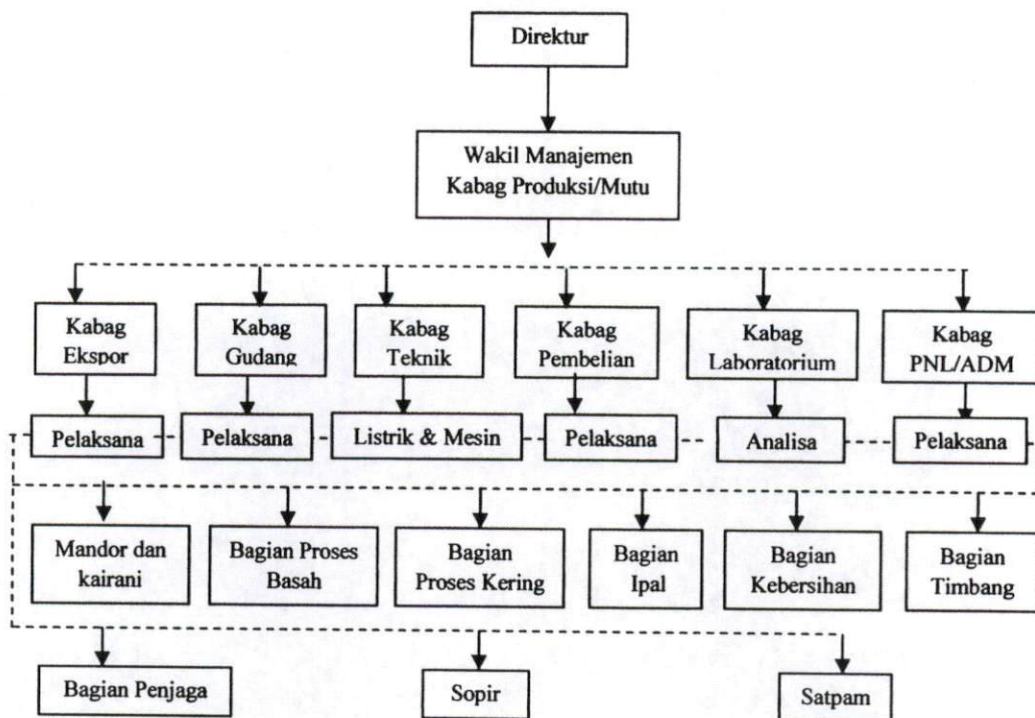 Direktur
Wakil Manajemen
Kabag Produksi/Mutu
Kabag
Ekspor
Kabag
Gudang
Kabag
Teknik
Kabag
Pembelian
Kabag
Laboratorium
Kabag
PNL/ADM
Pelaksana
Pelaksana
Listrik & Mesin
Pelaksana
Analisa
Pelaksana
Mandor dan
kairani
Bagian Proses
Basah
Bagian
Proses Kering
Bagian
Ipal
Bagian
Kebersihan
Bagian
Timbang
Bagian Penjaga
Sopir
Satpam